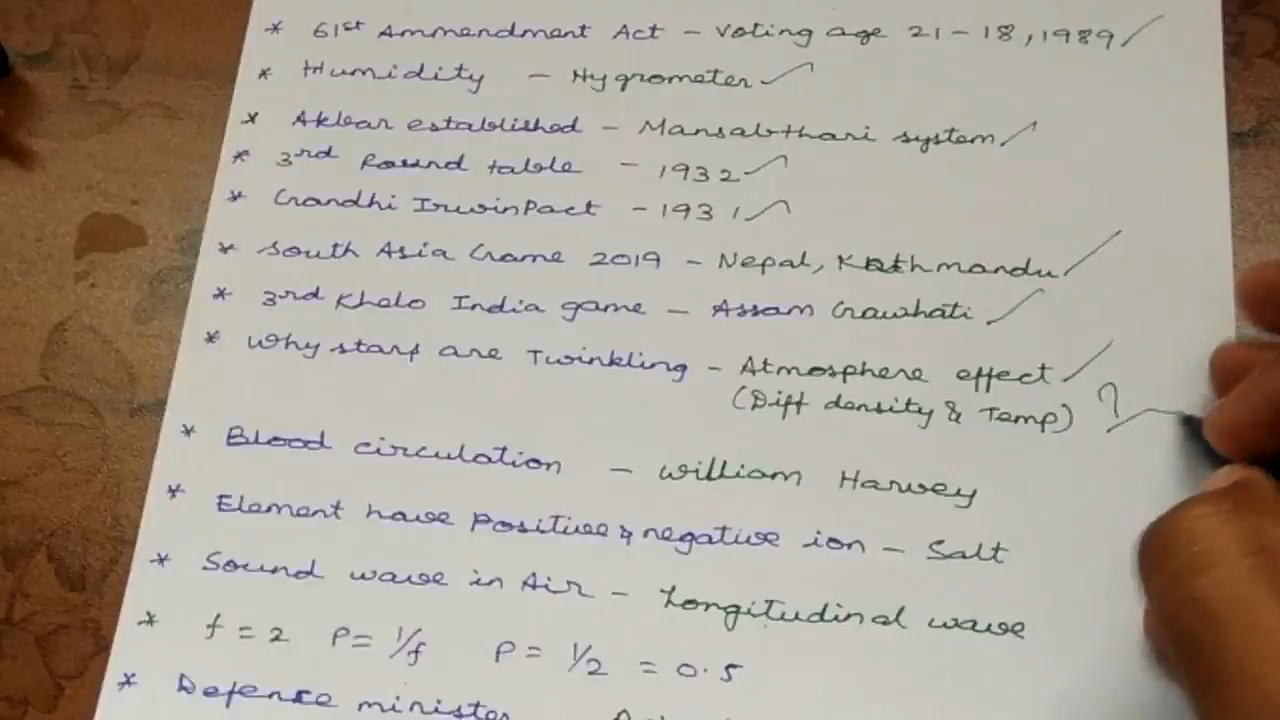 * 61st Ammendment Act - Voting age 21-18, 1989
* Humidity - Hygrometer
* Akbar established - Mansabthari system
* 3rd Round table - 1932
* Gandhi Irwin Pact - 1931
* South Asia Game 2019 - Nepal, Kathmandu
* 3rd Khelo India game - Assam Gawhati
* Why stars are Twinkling - Atmosphere effect
(Diff density & Temp)
* Blood circulation - William Harvey
* Element have Positive & negative ion - Salt
* Sound wave in Air - Longitudinal wave
* f = 2 P = 1/f P = 1/2 = 0.5
* Defence minister